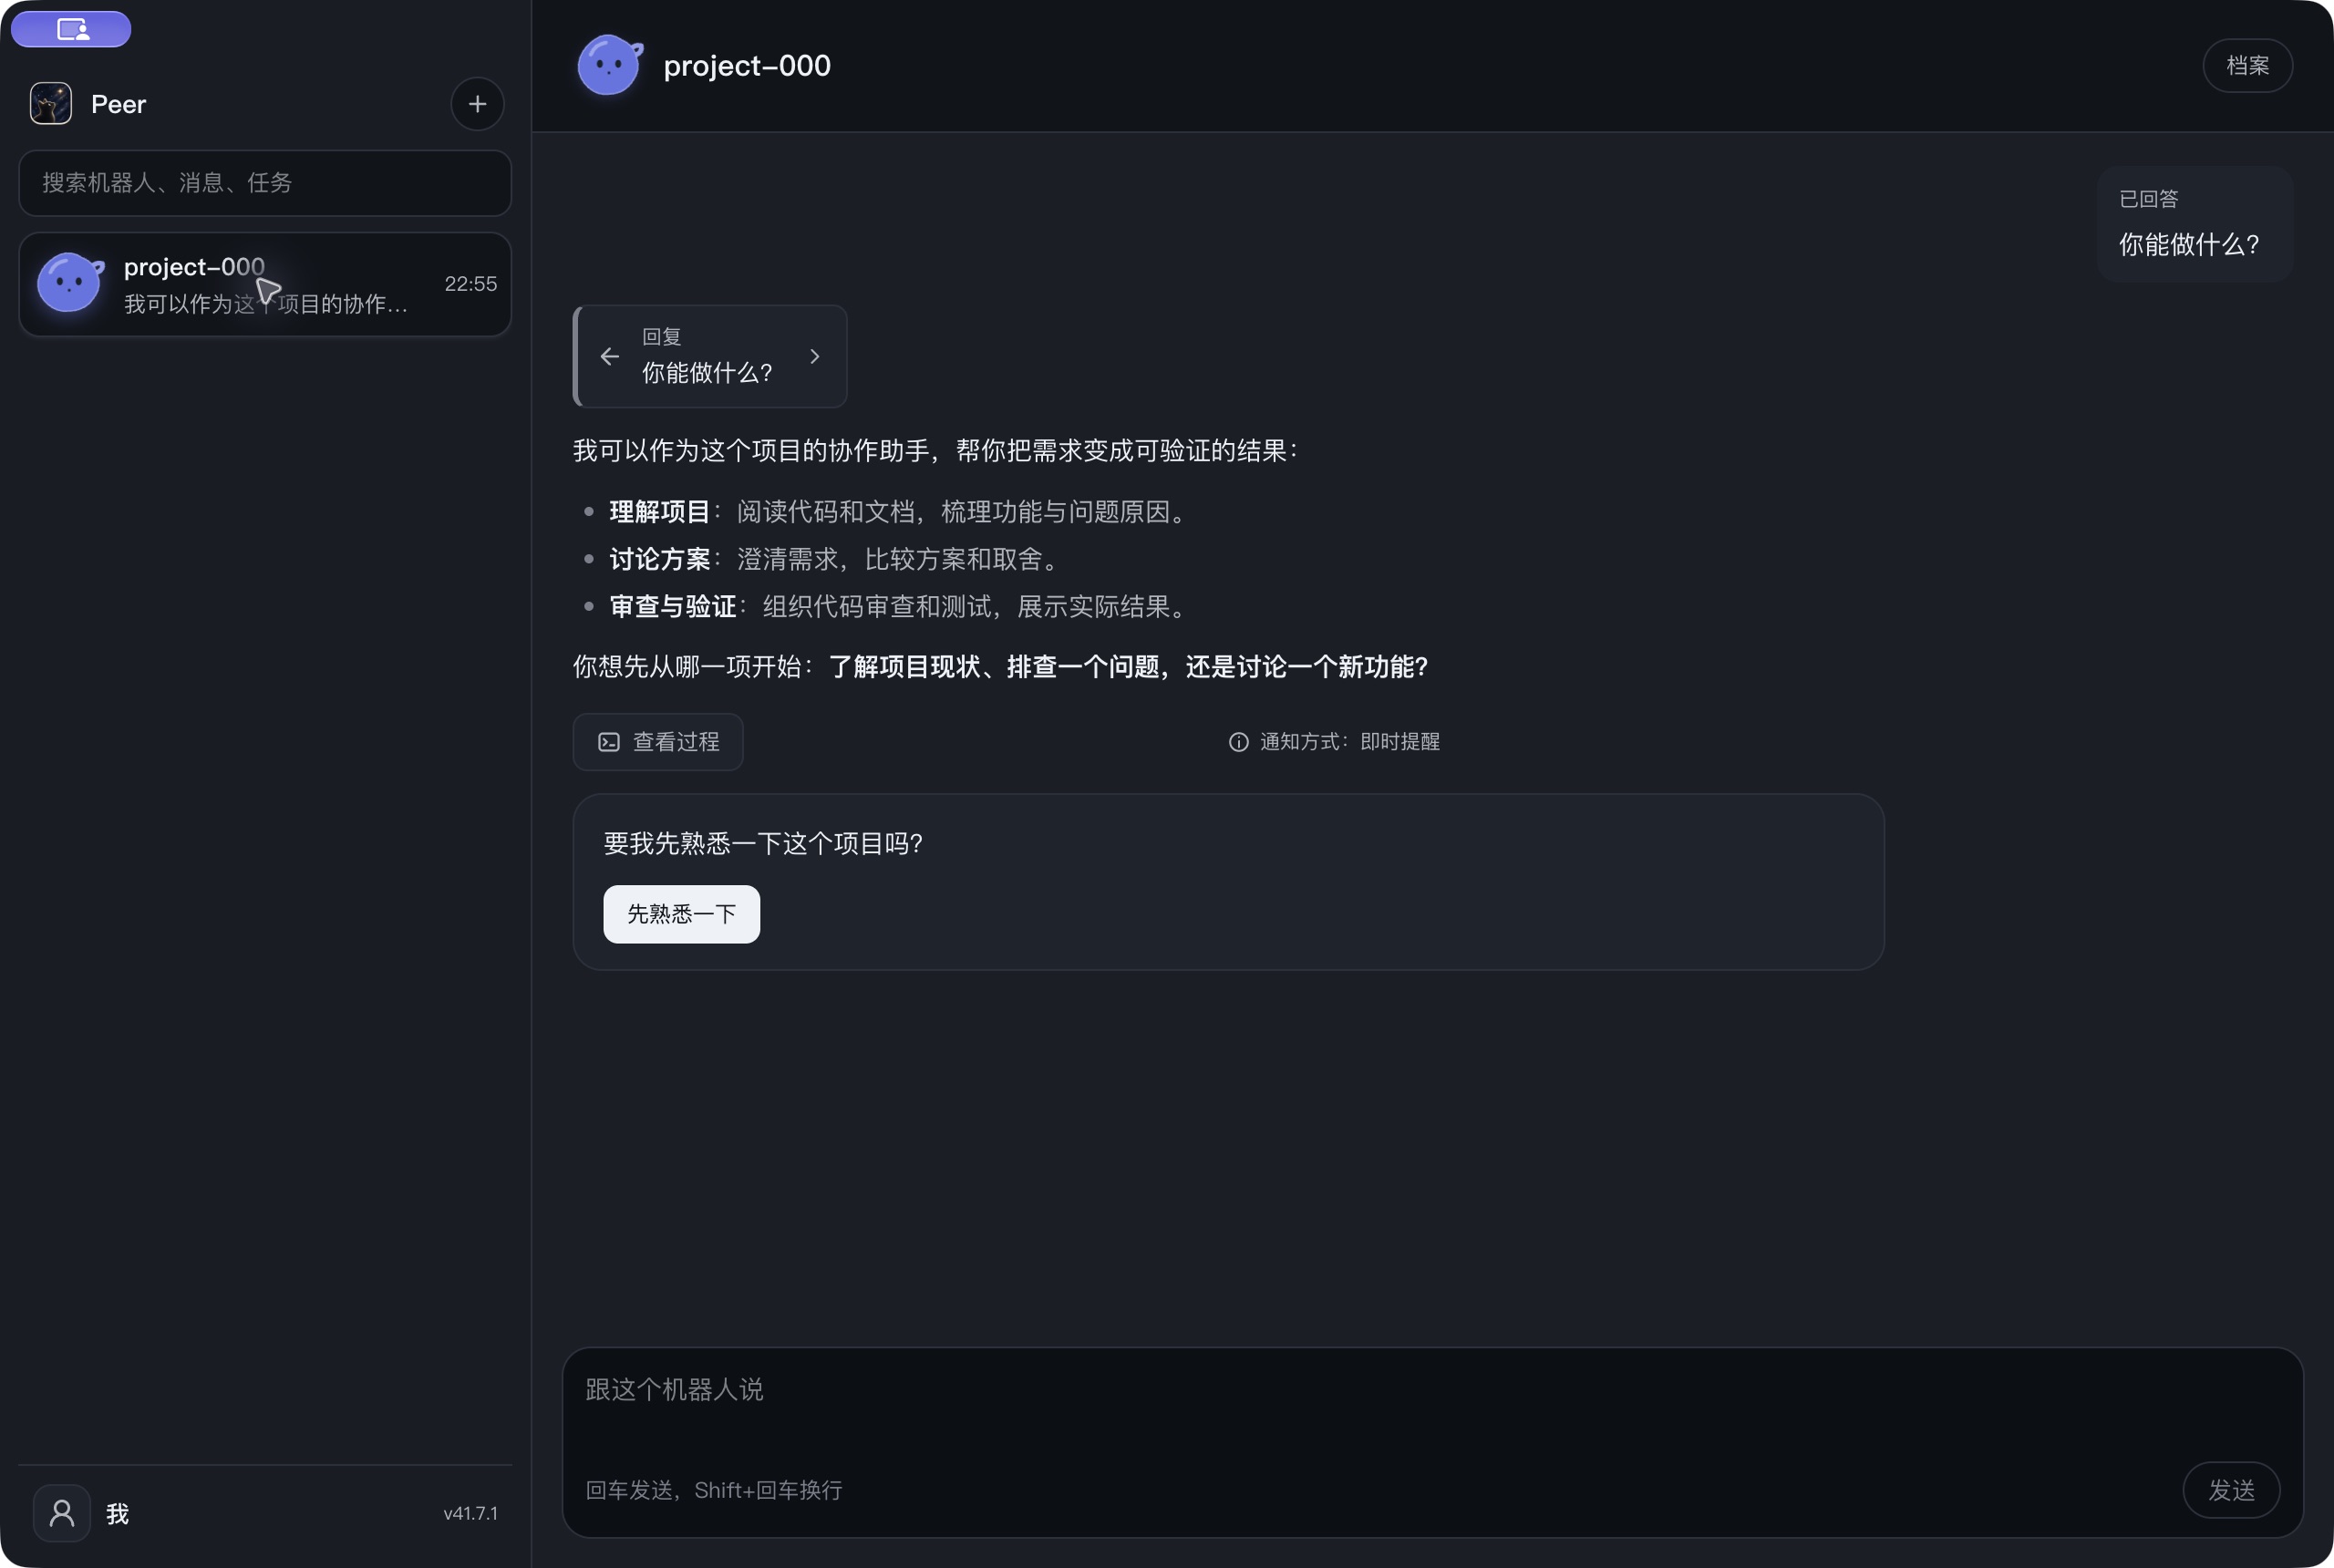 Peer
搜索机器人、消息、任务
project-000
22:55
我可以作为这个项目的协作…
我
v41.7.1
project-000
档案
已回答
你能做什么？
回复
你能做什么？
我可以作为这个项目的协作助手，帮你把需求变成可验证的结果：
理解项目：阅读代码和文档，梳理功能与问题原因。
讨论方案：澄清需求，比较方案和取舍。
审查与验证：组织代码审查和测试，展示实际结果。
你想先从哪一项开始：了解项目现状、排查一个问题，还是讨论一个新功能？
查看过程
通知方式：即时提醒
要我先熟悉一下这个项目吗？
先熟悉一下
跟这个机器人说
回车发送，Shift+回车换行
发送